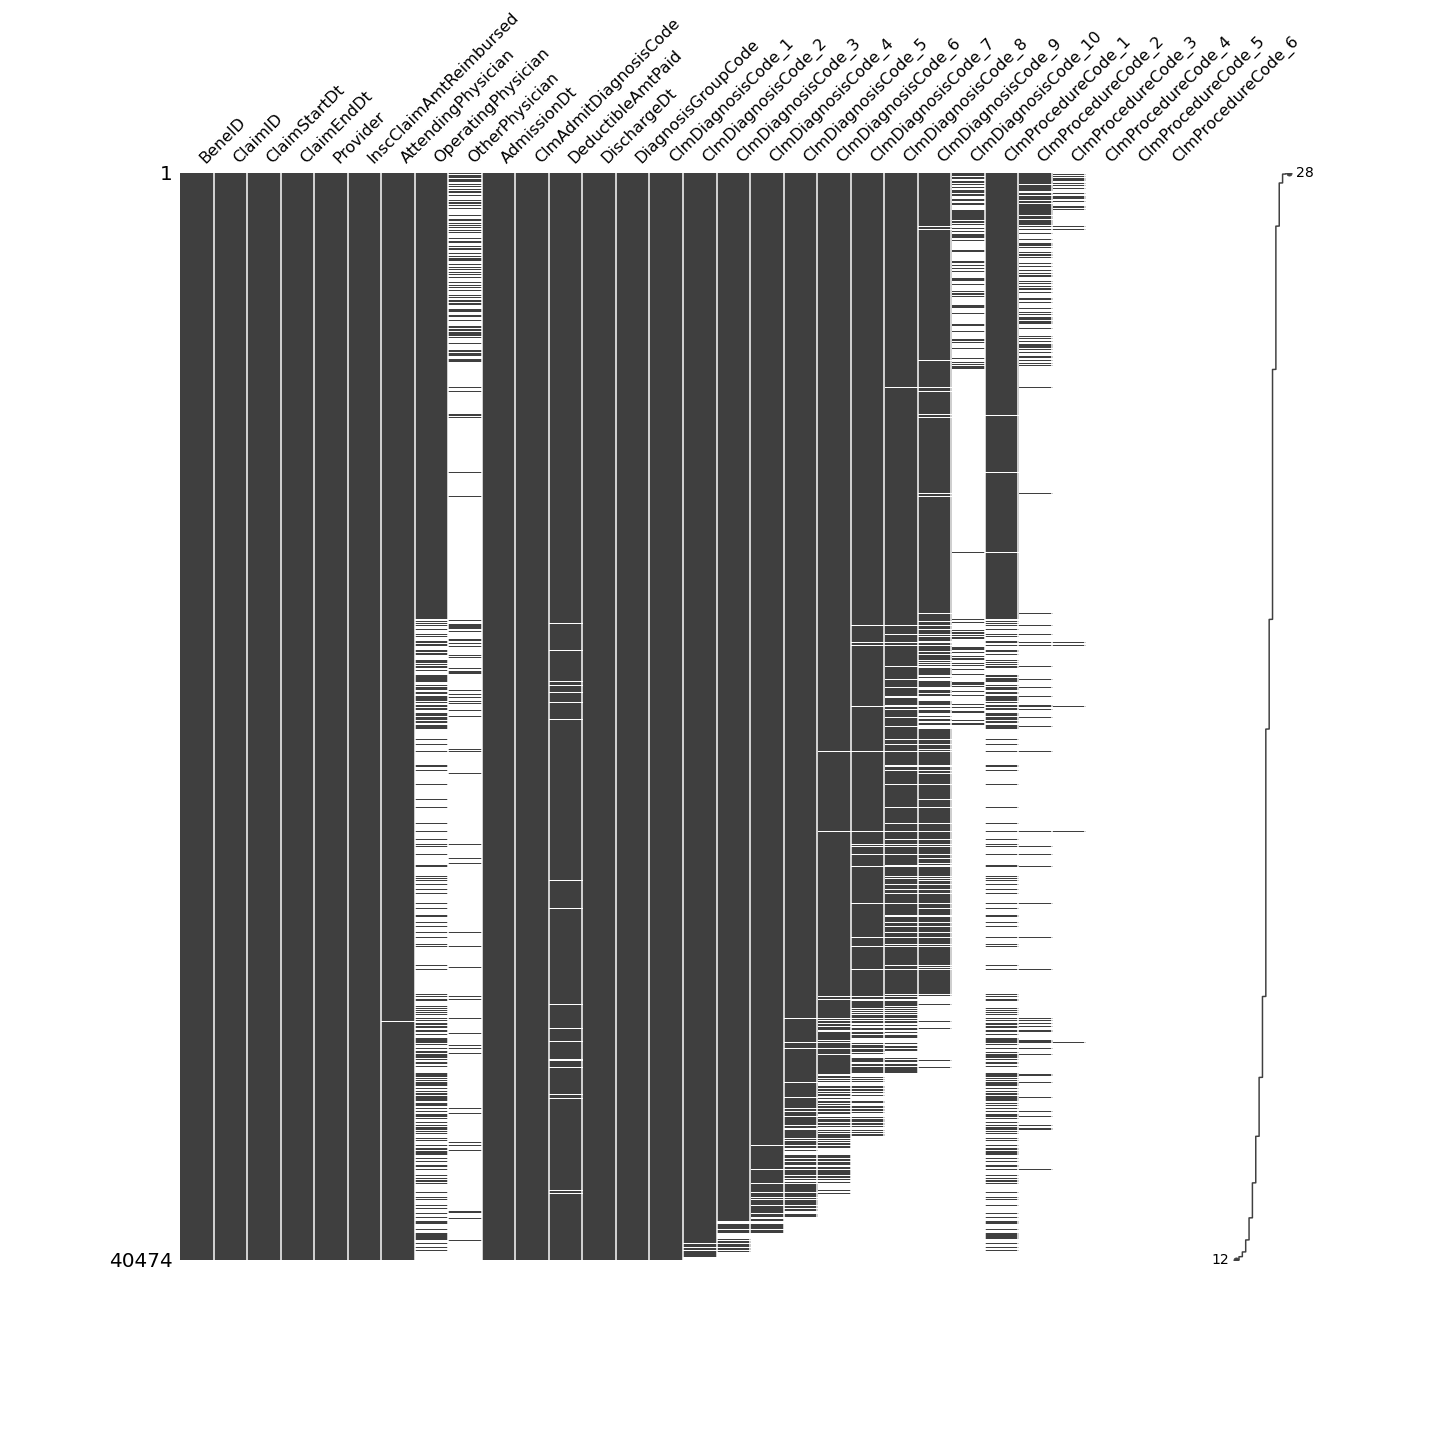 BeneID
ClaimID
ClaimStartDt
ClaimEndDt
Provider
InscClaimAmtReimbursed
AttendingPhysician
OperatingPhysician
OtherPhysician
AdmissionDt
ClmAdmitDiagnosisCode
DeductibleAmtPaid
DischargeDt
DiagnosisGroupCode
ClmDiagnosisCode_1
ClmDiagnosisCode_2
ClmDiagnosisCode_3
ClmDiagnosisCode_4
ClmDiagnosisCode_5
ClmDiagnosisCode_6
ClmDiagnosisCode_7
ClmDiagnosisCode_8
ClmDiagnosisCode_9
ClmDiagnosisCode_10
ClmProcedureCode_1
ClmProcedureCode_2
ClmProcedureCode_3
ClmProcedureCode_4
ClmProcedureCode_5
ClmProcedureCode_6
1
28
40474
12